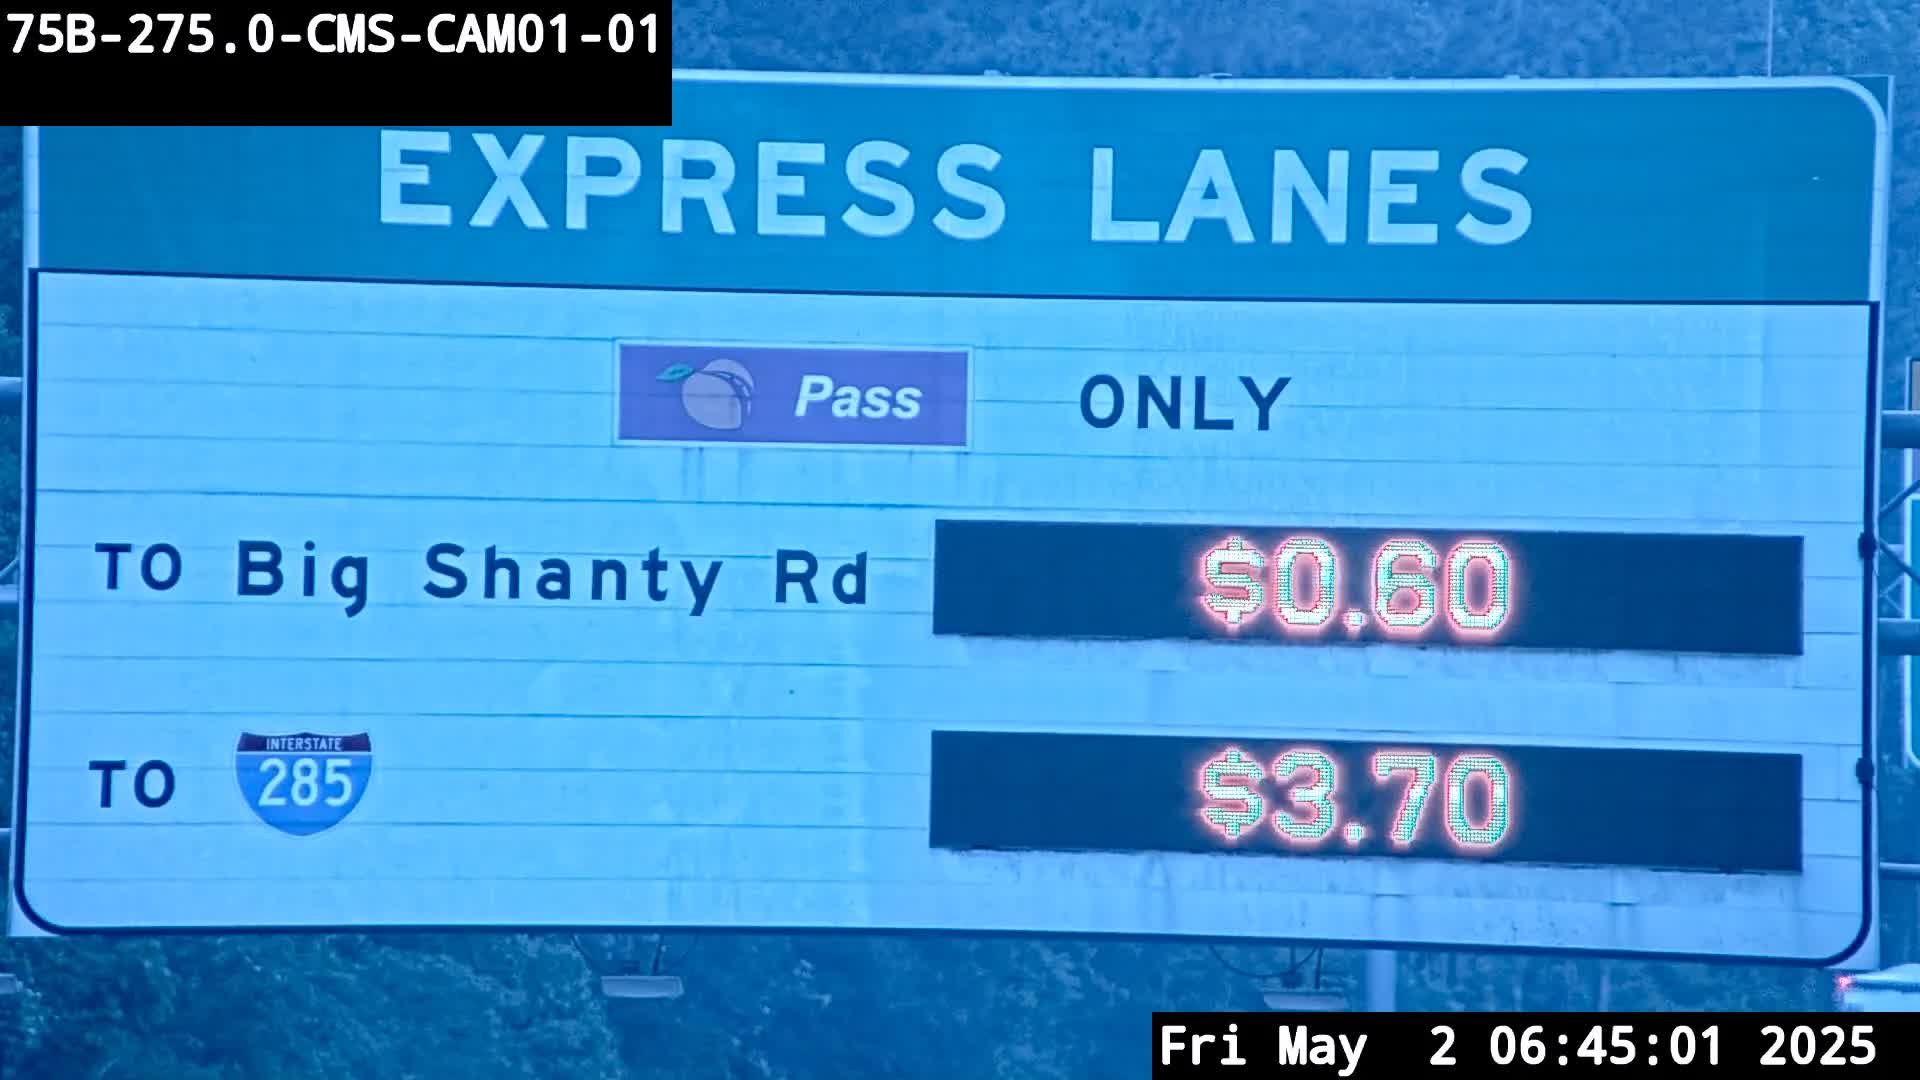 75B-275.0-CMS-CAM01-01
EXPRESS LANES
Pass ONLY
TO Big Shanty Rd $0.60
INTERSTATE
TO 285 $3.70
Fri May 2 06:45:01 2025